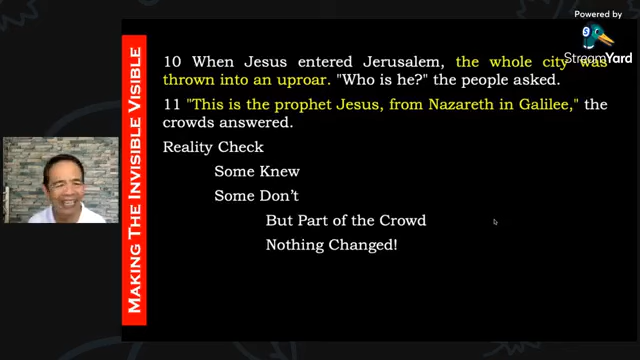 Powered by
StreamYard
MAKING THE INVISIBLE VISIBLE
10 When Jesus entered Jerusalem, the whole city was
thrown into an uproar. "Who is he?" the people asked.
11 "This is the prophet Jesus, from Nazareth in Galilee," the
crowds answered.
Reality Check
Some Knew
Some Don't
But Part of the Crowd
Nothing Changed!